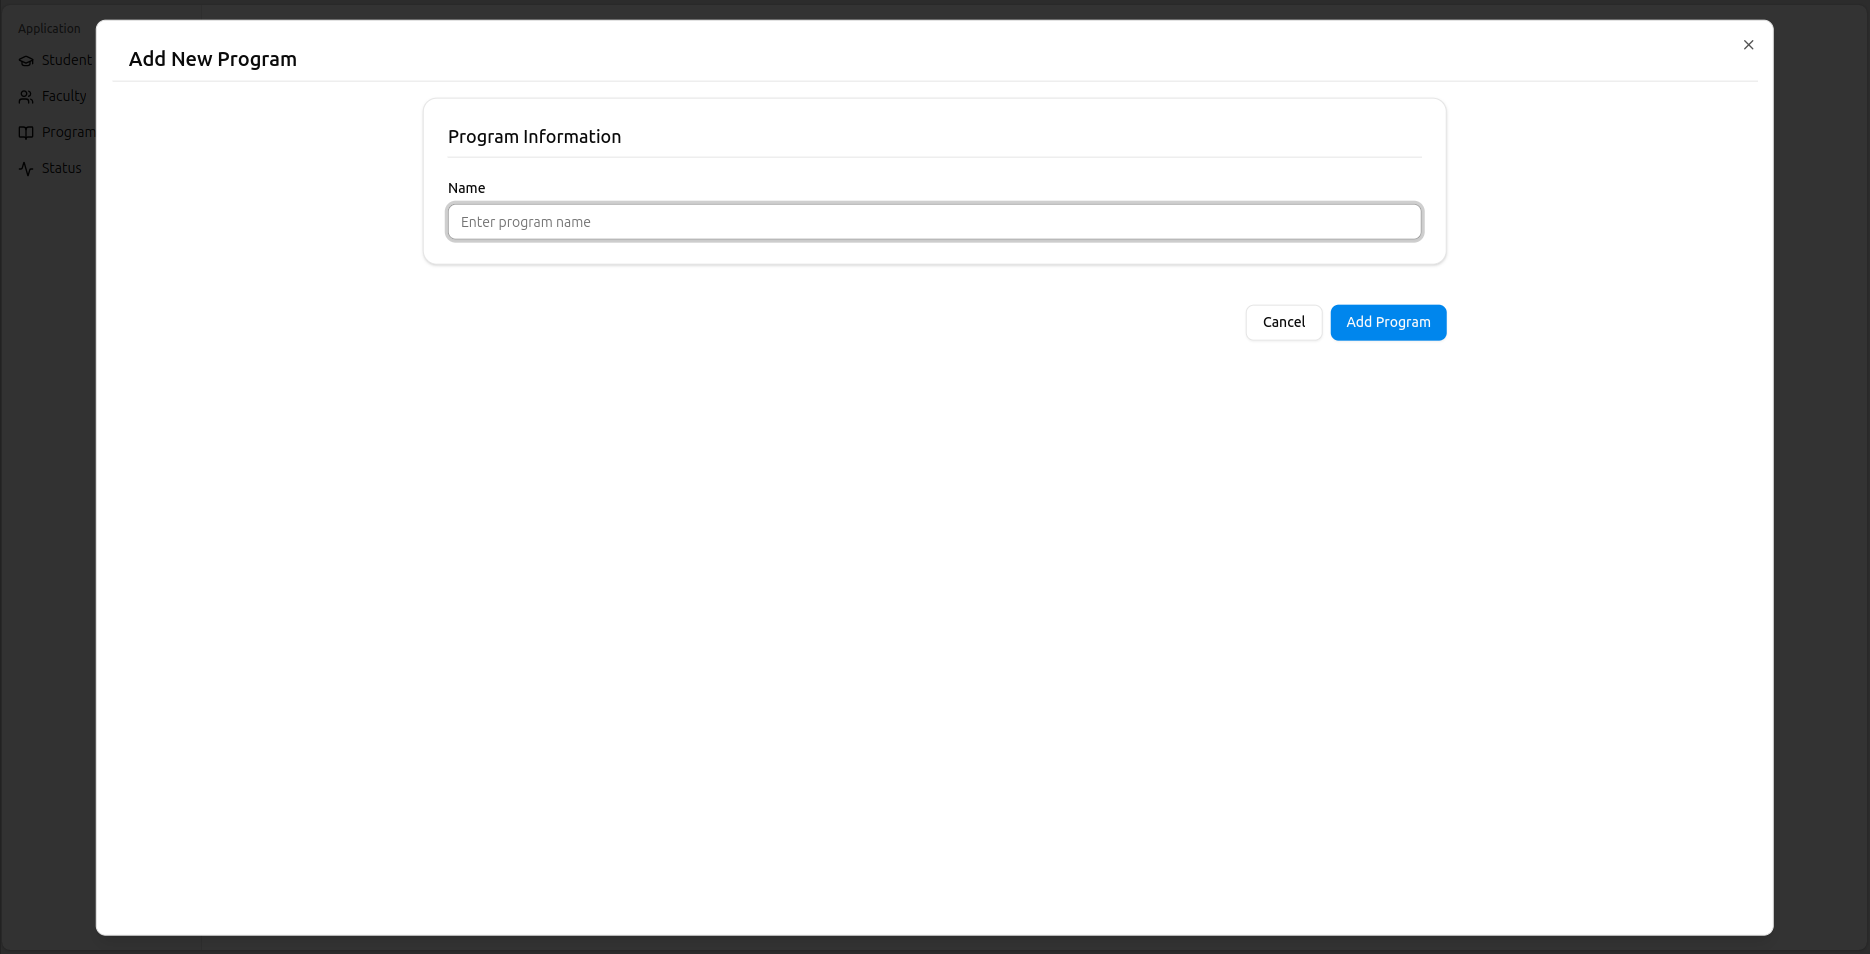 Application
Student
Faculty
Program
Status
Add New Program
Program Information
Name
Enter program name
Cancel
Add Program